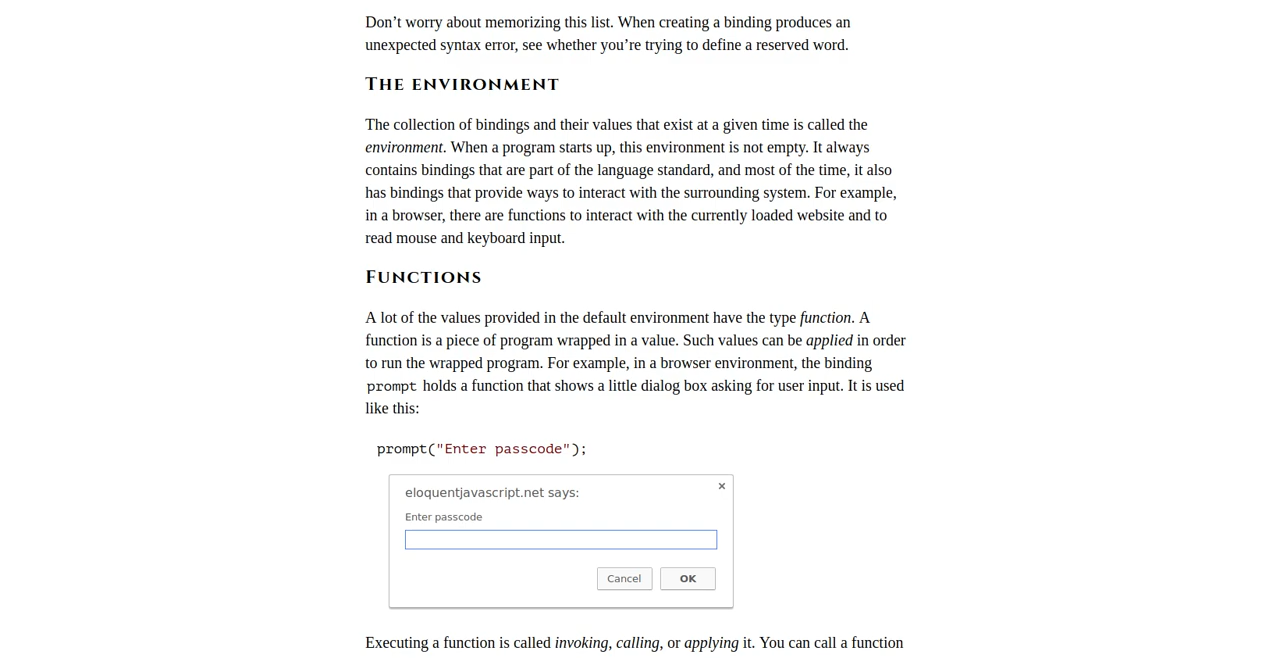 Don’t worry about memorizing this list. When creating a binding produces an
unexpected syntax error, see whether you’re trying to define a reserved word.
The environment
The collection of bindings and their values that exist at a given time is called the
environment. When a program starts up, this environment is not empty. It always
contains bindings that are part of the language standard, and most of the time, it also
has bindings that provide ways to interact with the surrounding system. For example,
in a browser, there are functions to interact with the currently loaded website and to
read mouse and keyboard input.
Functions
A lot of the values provided in the default environment have the type function. A
function is a piece of program wrapped in a value. Such values can be applied in order
to run the wrapped program. For example, in a browser environment, the binding
prompt holds a function that shows a little dialog box asking for user input. It is used
like this:
prompt("Enter passcode");
eloquentjavascript.net says:
×
Enter passcode
Cancel OK
Executing a function is called invoking, calling, or applying it. You can call a function